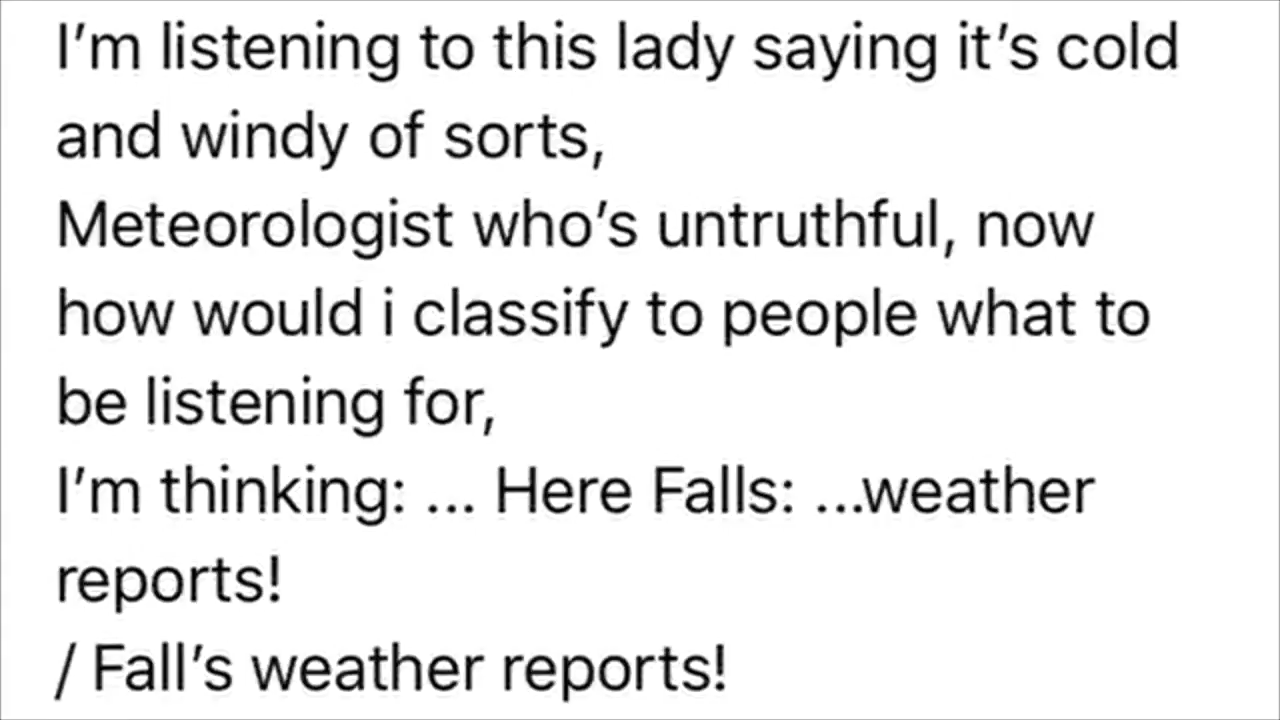 I’m listening to this lady saying it’s cold
and windy of sorts,
Meteorologist who’s untruthful, now
how would i classify to people what to
be listening for,
I’m thinking: ... Here Falls: ...weather
reports!
/ Fall’s weather reports!